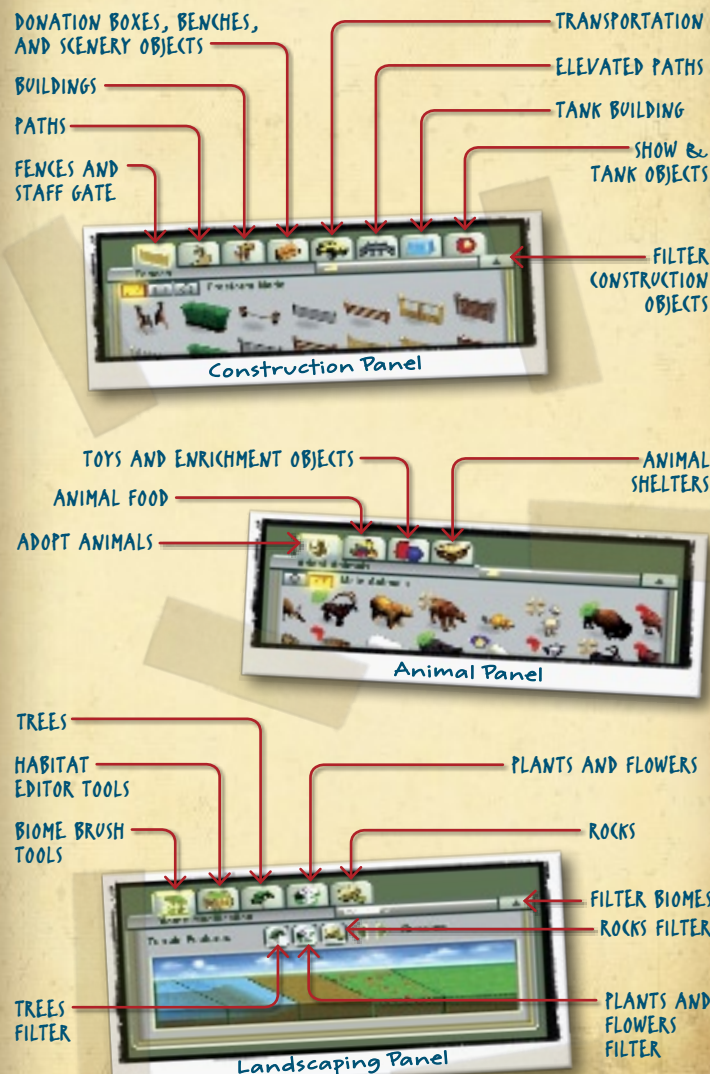 DONATION BOXES, BENCHES,
AND SCENERY OBJECTS
BUILDINGS
PATHS
FENCES AND
STAFF GATE
TRANSPORTATION
ELEVATED PATHS
TANK BUILDING
SHOW &
TANK OBJECTS
FILTER
CONSTRUCTION
OBJECTS
Construction Panel
TOYS AND ENRICHMENT OBJECTS
ANIMAL FOOD
ADOPT ANIMALS
ANIMAL
SHELTERS
Animal Panel
TREES
HABITAT
EDITOR TOOLS
BIOME BRUSH
TOOLS
PLANTS AND FLOWERS
ROCKS
FILTER BIOMES
ROCKS FILTER
TREES
FILTER
PLANTS AND
FLOWERS
FILTER
Landscaping Panel